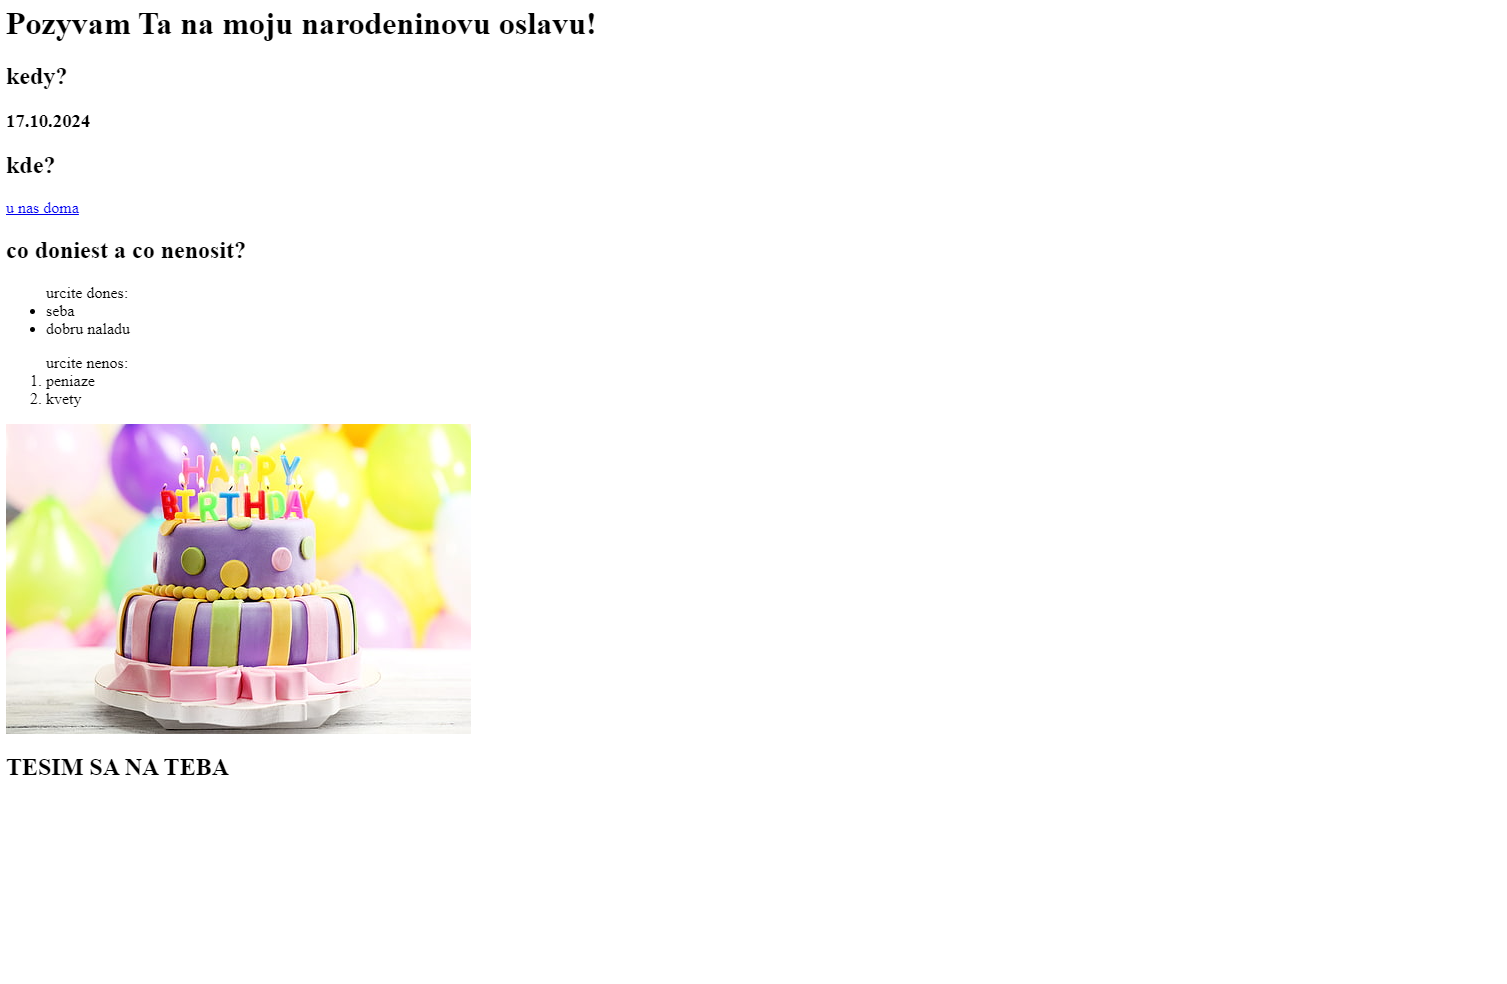 Pozyvam Ta na moju narodeninovu oslavu!
kedy?
17.10.2024
kde?
u nas doma
co doniest a co nenosit?
urcite dones:
• seba
• dobru naladu
urcite nenos:
1. peniaze
2. kvety
HAPPY
BIRTHDAY
TESIM SA NA TEBA